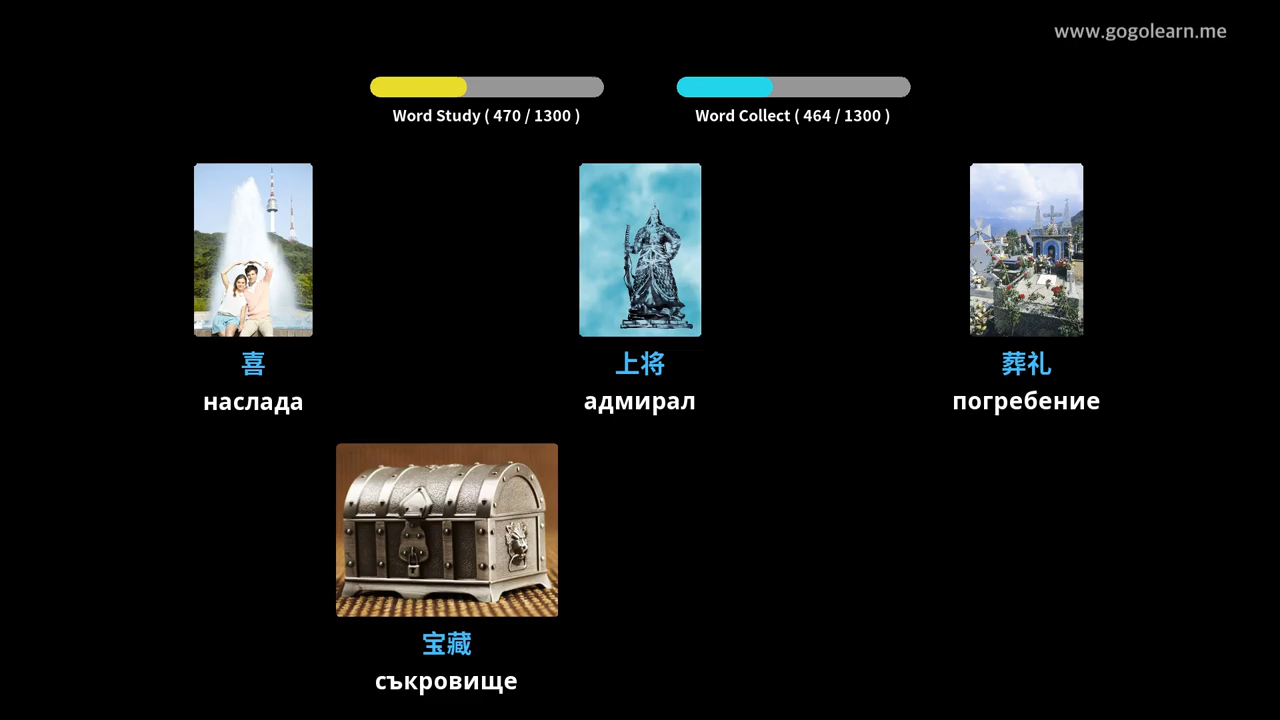 www.gogolearn.me
Word Study ( 470 / 1300 )
Word Collect ( 464 / 1300 )
喜
наслада
上将
адмирал
葬礼
погребение
宝藏
съкровище